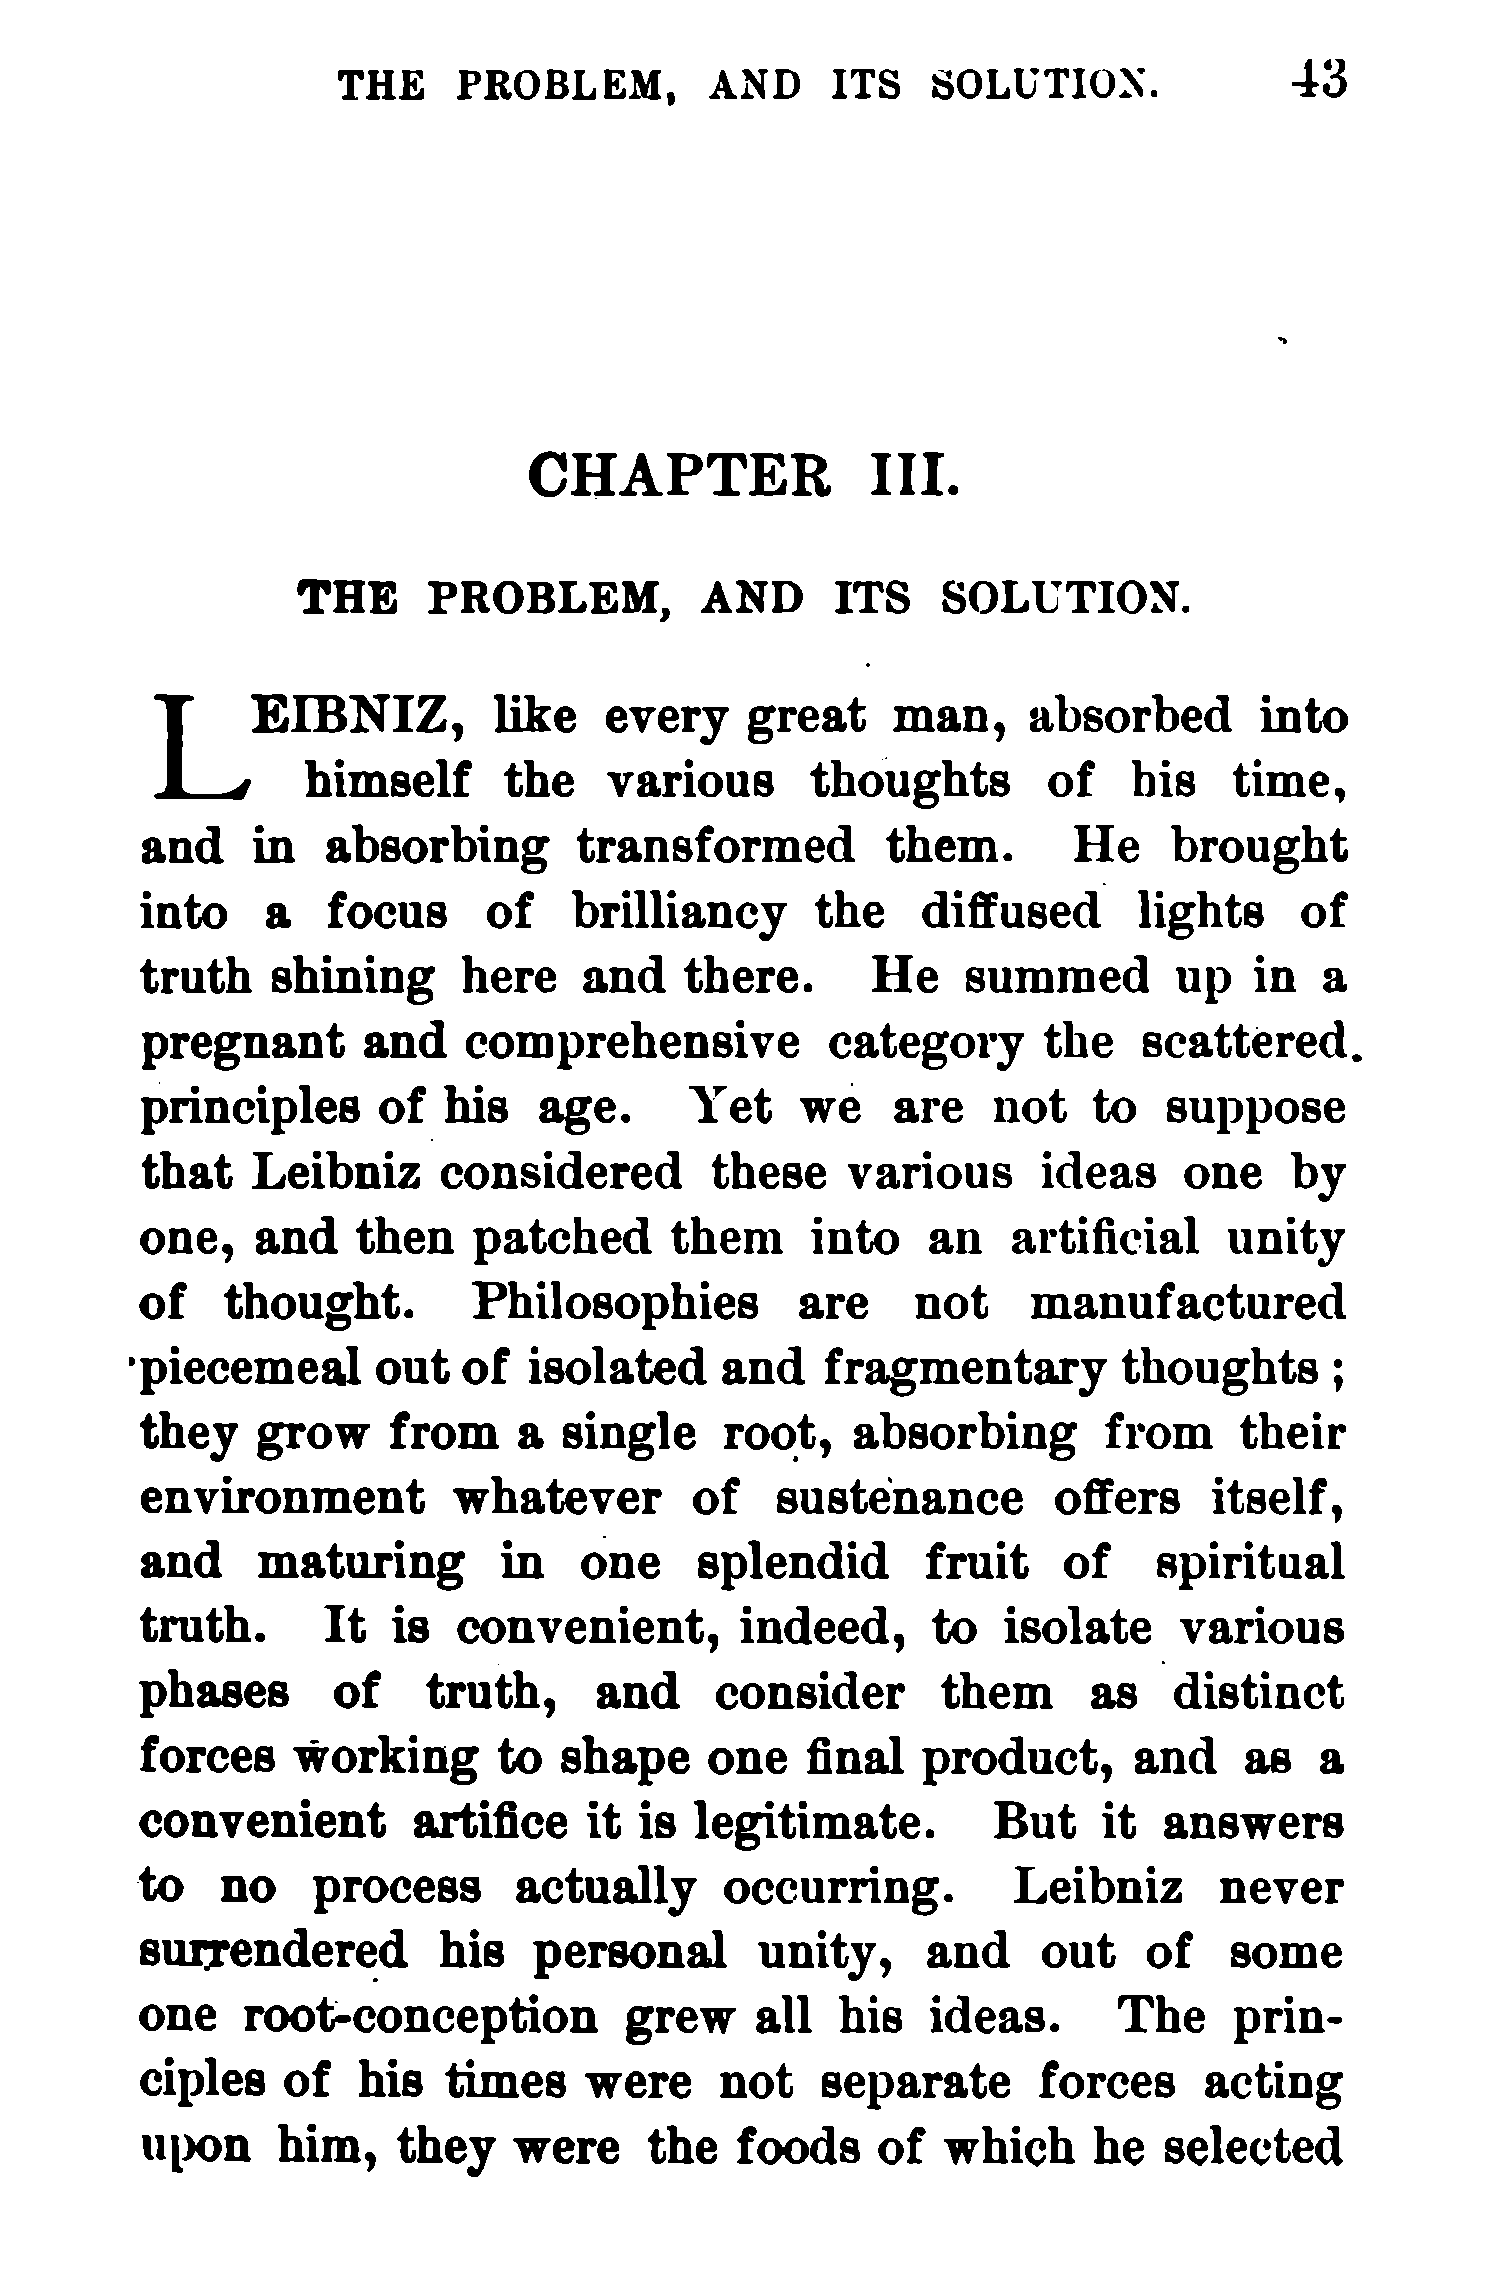 THE PROBLEM, AND ITS SOLUTION. 43
CHAPTER III.
THE PROBLEM, AND ITS SOLUTION.
LEIBNIZ, like every great man, absorbed into
himself the various thoughts of his time,
and in absorbing transformed them. He brought
into a focus of brilliancy the diffused lights of
truth shining here and there. He summed up in a
pregnant and comprehensive category the scattered.
principles of his age. Yet we are not to suppose
that Leibniz considered these various ideas one by
one, and then patched them into an artificial unity
of thought. Philosophies are not manufactured
piecemeal out of isolated and fragmentary thoughts ;
they grow from a single root, absorbing from their
environment whatever of sustenance offers itself,
and maturing in one splendid fruit of spiritual
truth. It is convenient, indeed, to isolate various
phases of truth, and consider them as distinct
forces working to shape one final product, and as a
convenient artifice it is legitimate. But it answers
to no process actually occurring. Leibniz never
surrendered his personal unity, and out of some
one root-conception grew all his ideas. The prin-
ciples of his times were not separate forces acting
upon him, they were the foods of which he selected